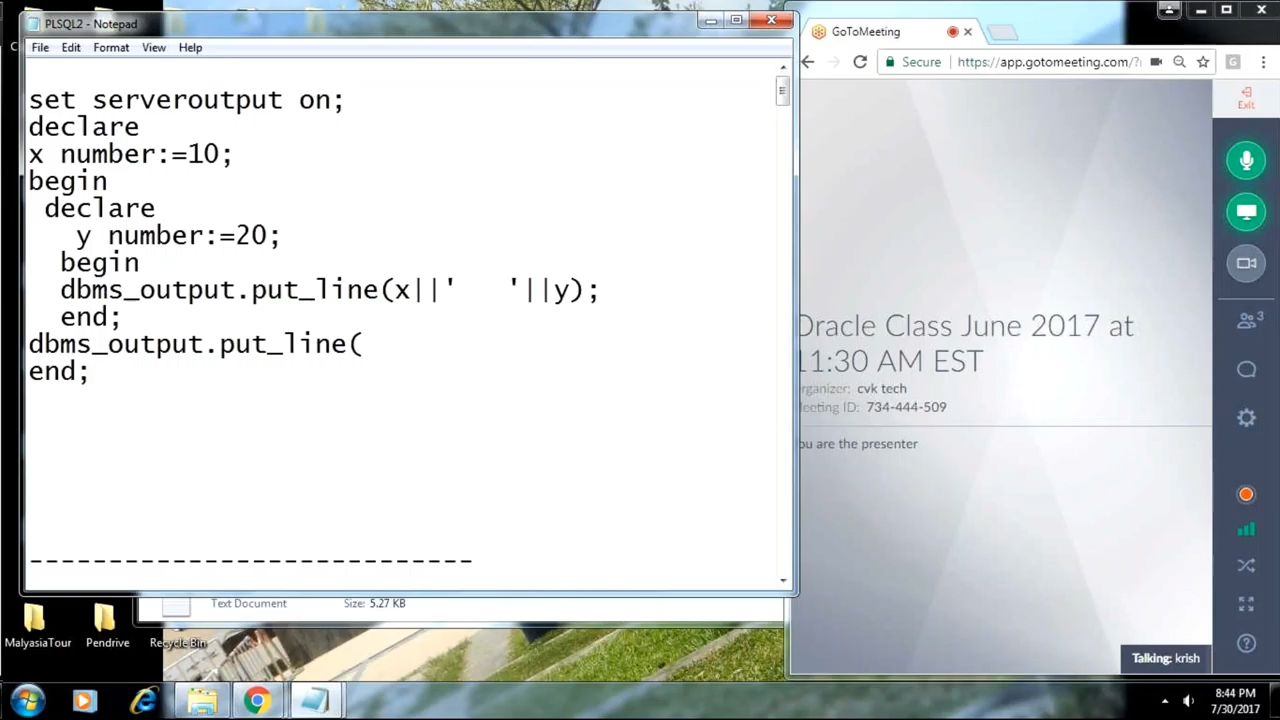 PLSQL2 - Notepad
File Edit Format View Help
set serveroutput on;
declare
x number:=10;
begin
declare
y number:=20;
begin
dbms_output.put_line(x||'   '||y);
end;
dbms_output.put_line(
end;
----------------------------
Text Document Size: 5.27 KB
MalyasiaTour Pendrive Recycle Bin
GoToMeeting
Secure https://app.gotomeeting.com/?
G
Exit
3
Oracle Class June 2017 at
11:30 AM EST
organizer: cvk tech
Meeting ID: 734-444-509
You are the presenter
Talking: krish
8:44 PM
7/30/2017